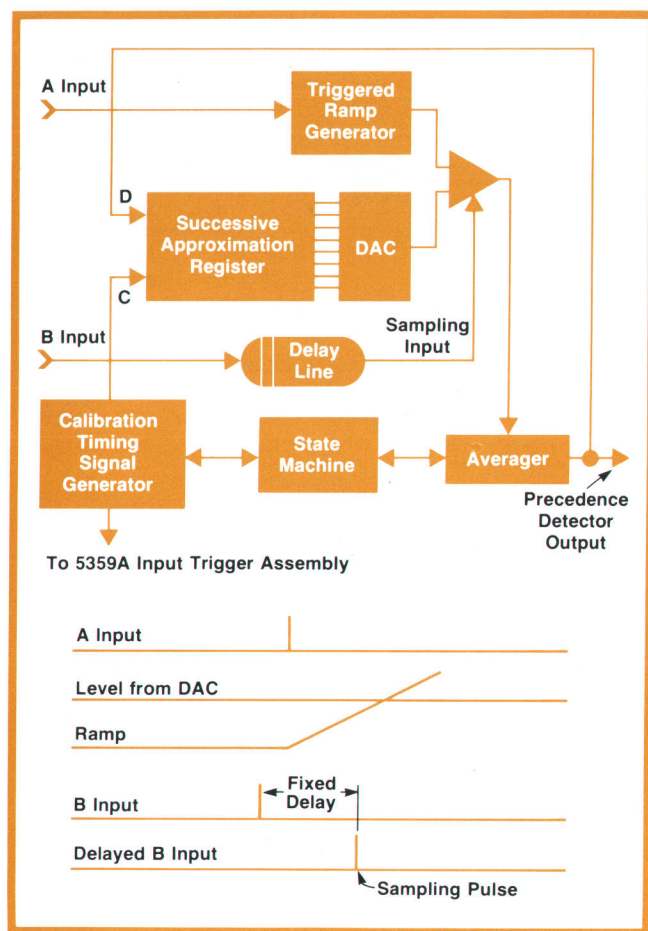 A Input
Triggered
Ramp
Generator
D
Successive
Approximation
Register
DAC
C
B Input
Sampling
Input
Delay
Line
Calibration
Timing
Signal
Generator
State
Machine
Averager
Precedence
Detector
Output
To 5359A Input Trigger Assembly
A Input
Level from DAC
Ramp
Fixed
Delay
B Input
Delayed B Input
Sampling Pulse